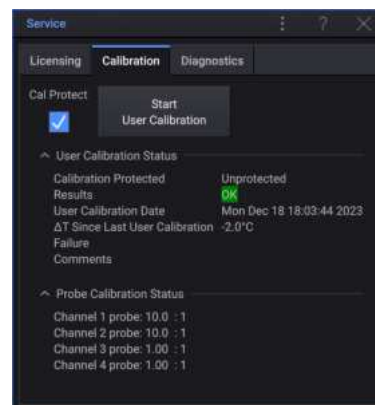 Service
Licensing Calibration Diagnostics
Cal Protect
Start
User Calibration
User Calibration Status
Calibration Protected Unprotected
Results OK
User Calibration Date Mon Dec 18 18:03:44 2023
ΔT Since Last User Calibration -2.0°C
Failure
Comments
Probe Calibration Status
Channel 1 probe: 10.0 : 1
Channel 2 probe: 10.0 : 1
Channel 3 probe: 1.00 : 1
Channel 4 probe: 1.00 : 1